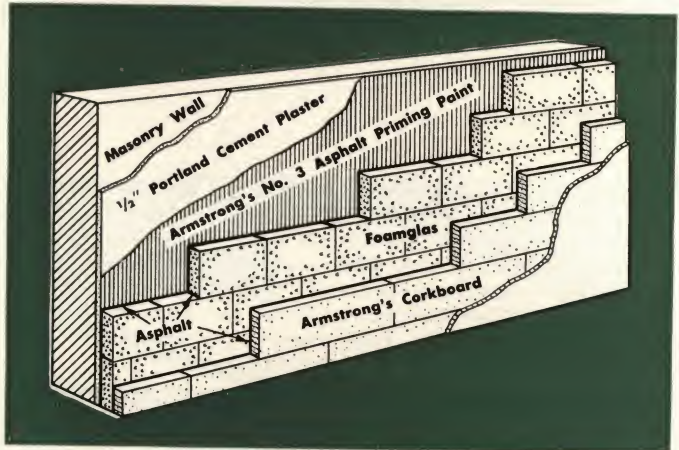 Masonry Wall
1/2" Portland Cement Plaster
Armstrong's No. 3 Asphalt Priming Paint
Foamglas
Asphalt
Armstrong's Corkboard